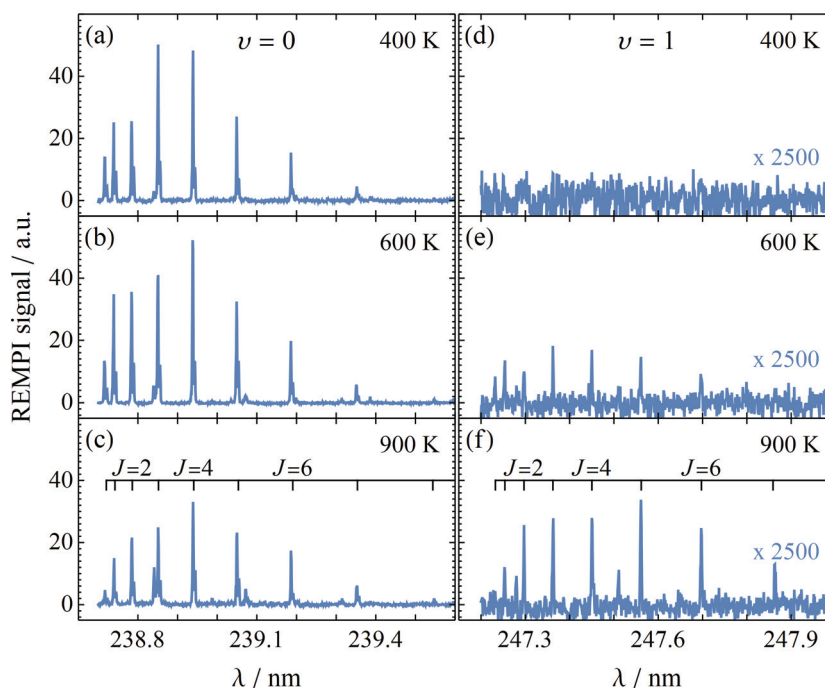 (a) υ = 0 400 K
(d) υ = 1 400 K
40
20
0
x 2500
(b) 600 K
(e) 600 K
40
20
0
x 2500
(c) 900 K
(f) 900 K
J=2 J=4 J=6
J=2 J=4 J=6
40
20
0
x 2500
238.8 239.1 239.4
247.3 247.6 247.9
λ / nm
λ / nm
REMPI signal / a.u.